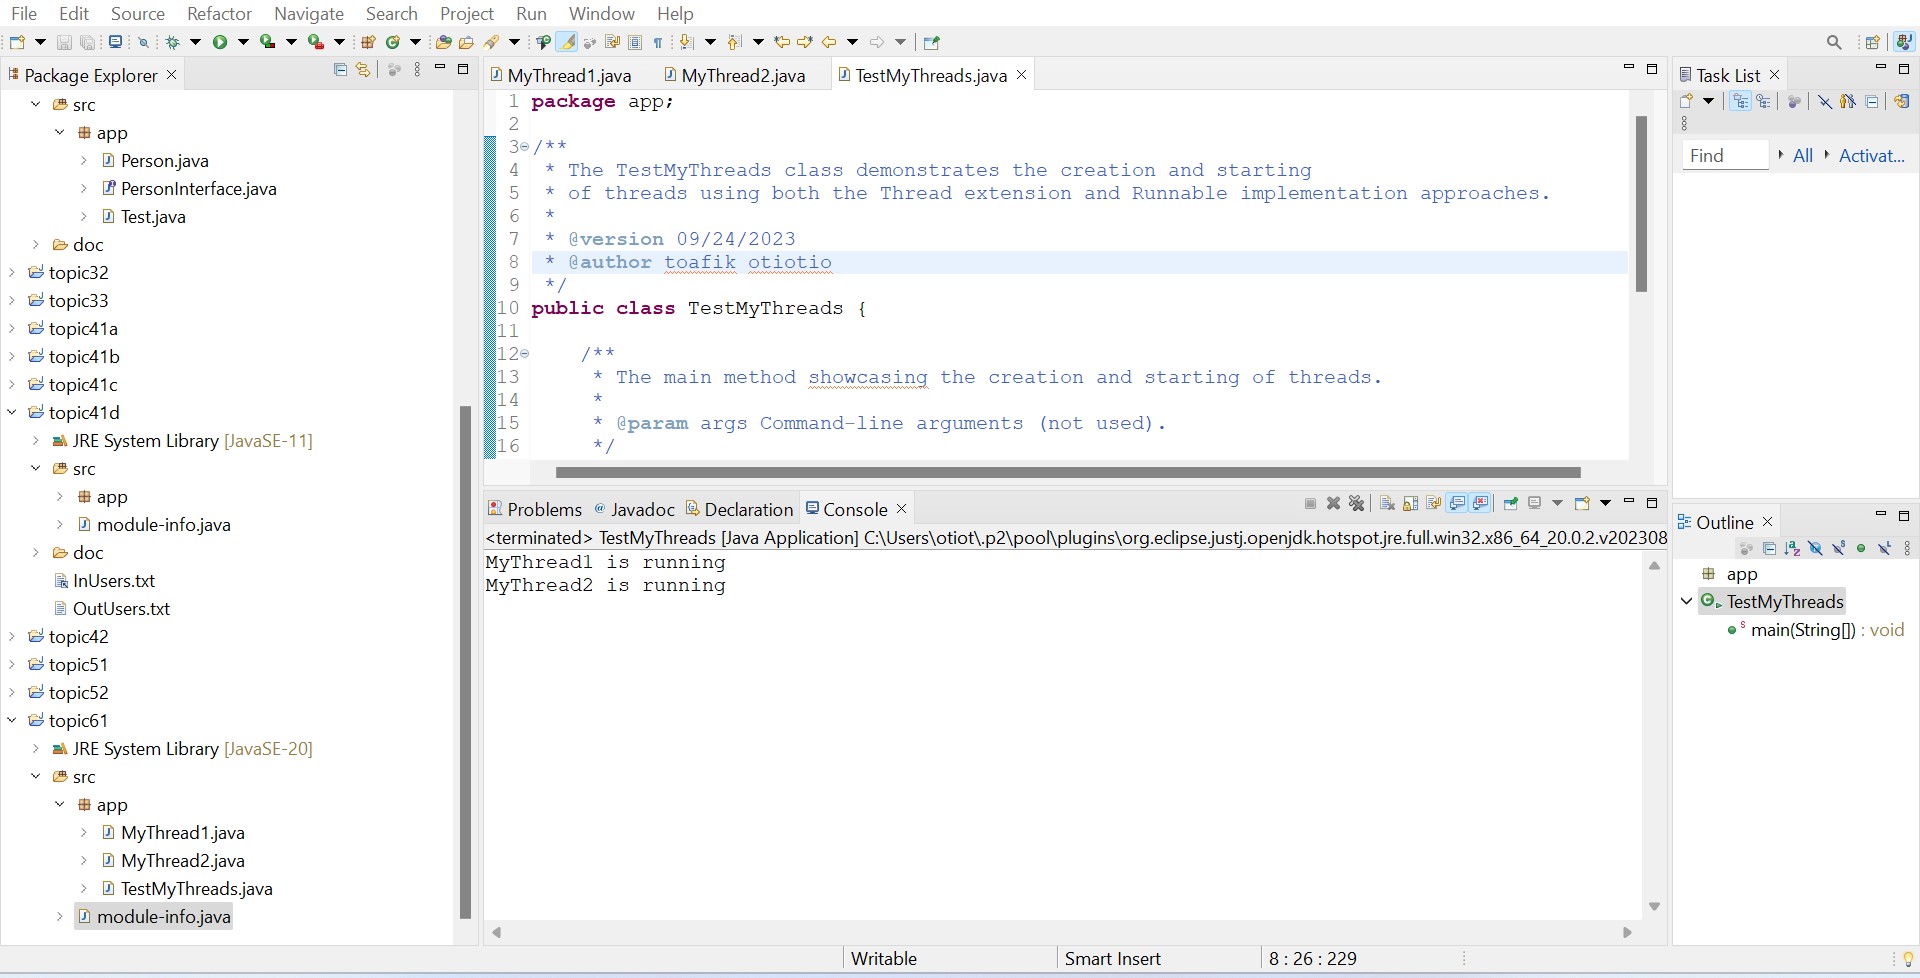 File Edit Source Refactor Navigate Search Project Run Window Help
Package Explorer
src
app
Person.java
PersonInterface.java
Test.java
doc
topic32
topic33
topic41a
topic41b
topic41c
topic41d
JRE System Library [JavaSE-11]
src
app
module-info.java
doc
InUsers.txt
OutUsers.txt
topic42
topic51
topic52
topic61
JRE System Library [JavaSE-20]
src
app
MyThread1.java
MyThread2.java
TestMyThreads.java
module-info.java
MyThread1.java MyThread2.java TestMyThreads.java
1 package app;
2
3 /**
4 * The TestMyThreads class demonstrates the creation and starting
5 * of threads using both the Thread extension and Runnable implementation approaches.
6 *
7 * @version 09/24/2023
8 * @author toafik otiotio
9 */
10 public class TestMyThreads {
11
12 /**
13 * The main method showcasing the creation and starting of threads.
14 *
15 * @param args Command-line arguments (not used).
16 */
Problems Javadoc Declaration Console
<terminated> TestMyThreads [Java Application] C:\Users\otiot\.p2\pool\plugins\org.eclipse.justj.openjdk.hotspot.jre.full.win32.x86_64_20.0.2.v202308
MyThread1 is running
MyThread2 is running
Task List
Find All Activat...
Outline
app
TestMyThreads
main(String[]) : void
Writable Smart Insert 8 : 26 : 229